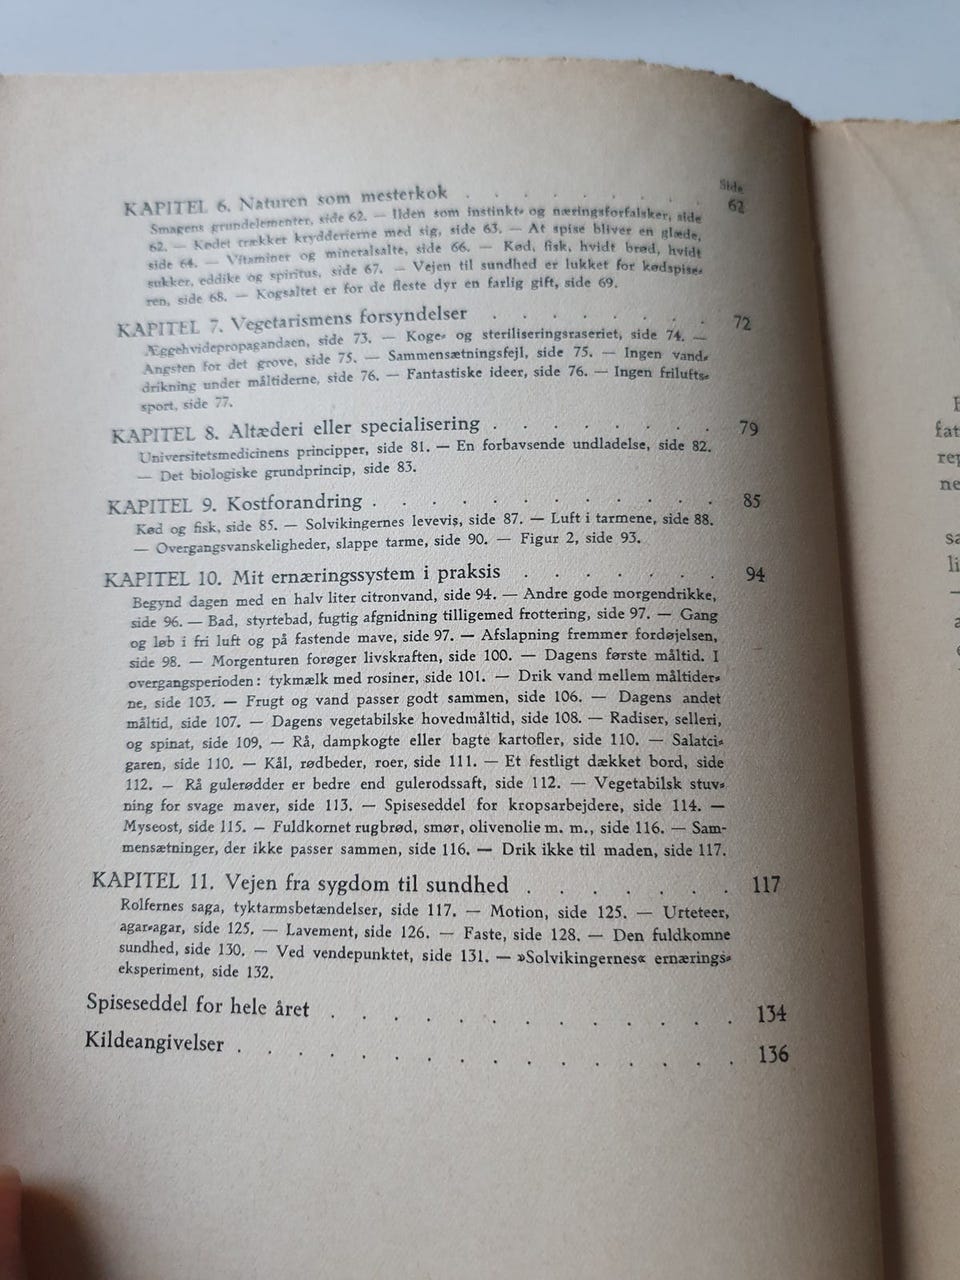 Side
KAPITEL 6. Naturen som mesterkok . . . . . . . . 62
Smagens grundelementer, side 62. — Ilden som instinkt- og næringsforfalsker, side
62. — Kødet trækker krydderierne med sig, side 63. — At spise bliver en glæde,
side 64. — Vitaminer og mineralsalte, side 66. — Kød, fisk, hvidt brød, hvidt
sukker, eddike og spiritus, side 67. — Vejen til sundhed er lukket for kødspise-
ren, side 68. — Kogsaltet er for de fleste dyr en farlig gift, side 69.
KAPITEL 7. Vegetarismens forsyndelser . . . . . . . . 72
Æggehvidepropagandaen, side 73. — Koge- og steriliseringsraseriet, side 74. —
Angsten for det grove, side 75. — Sammensætningsfejl, side 75. — Ingen vand-
drikning under måltiderne, side 76. — Fantastiske ideer, side 76. — Ingen frilufts-
sport, side 77.
KAPITEL 8. Altæderi eller specialisering . . . . . . . . 79
Universitetsmedicinens principper, side 81. — En forbavsende undladelse, side 82.
— Det biologiske grundprincip, side 83.
KAPITEL 9. Kostforandring . . . . . . . . . . . . 85
Kød og fisk, side 85. — Solvikingernes levevis, side 87. — Luft i tarmene, side 88.
— Overgangsvanskeligheder, slappe tarme, side 90. — Figur 2, side 93.
KAPITEL 10. Mit ernæringssystem i praksis . . . . . . . 94
Begynd dagen med en halv liter citronvand, side 94. — Andre gode morgendrikke,
side 96. — Bad, styrtebad, fugtig afgnidning tilligemed frottering, side 97. — Gang
og løb i fri luft og på fastende mave, side 97. — Afslapning fremmer fordøjelsen,
side 98. — Morgenturen forøger livskraften, side 100. — Dagens første måltid. I
overgangsperioden: tykmælk med rosiner, side 101. — Drik vand mellem måltider-
ne, side 103. — Frugt og vand passer godt sammen, side 106. — Dagens andet
måltid, side 107. — Dagens vegetabilske hovedmåltid, side 108. — Radiser, selleri,
og spinat, side 109. — Rå, dampkogte eller bagte kartofler, side 110. — Salatci-
garen, side 110. — Kål, rødbeder, roer, side 111. — Et festligt dækket bord, side
112. — Rå gulerødder er bedre end gulerodssaft, side 112. — Vegetabilsk stuv-
ning for svage maver, side 113. — Spiseseddel for kropsarbejdere, side 114. —
Myseost, side 115. — Fuldkornet rugbrød, smør, olivenolie m. m., side 116. — Sam-
mensætninger, der ikke passer sammen, side 116. — Drik ikke til maden, side 117.
KAPITEL 11. Vejen fra sygdom til sundhed . . . . . . . 117
Rolfernes saga, tyktarmsbetændelser, side 117. — Motion, side 125. — Urteteer,
agar-agar, side 125. — Lavement, side 126. — Faste, side 128. — Den fuldkomne
sundhed, side 130. — Ved vendepunktet, side 131. — »Solvikingernes« ernærings-
eksperiment, side 132.
Spiseseddel for hele året . . . . . . . . . . . . . 134
Kildeangivelser . . . . . . . . . . . . . . . . . 136